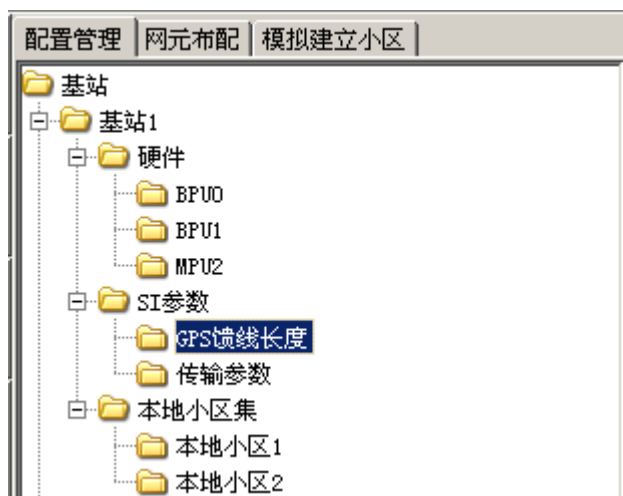 配置管理 网元布配 模拟建立小区
基站
基站1
硬件
BPU0
BPU1
MPU2
SI参数
GPS馈线长度
传输参数
本地小区集
本地小区1
本地小区2